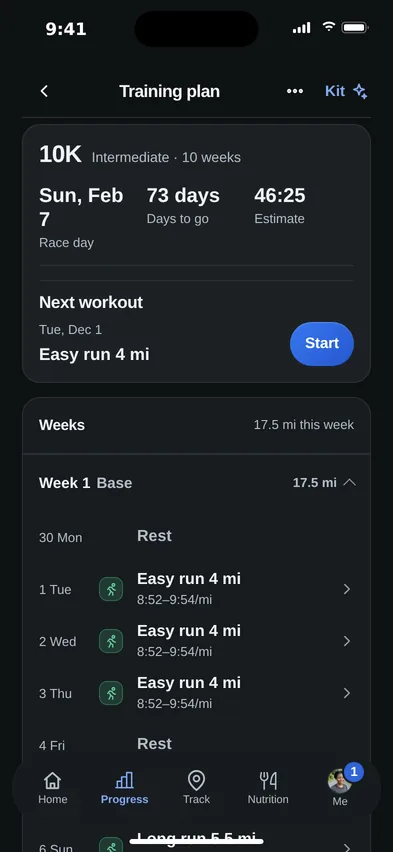 9:41
Training plan
Kit
10K Intermediate · 10 weeks
Sun, Feb 7
Race day
73 days
Days to go
46:25
Estimate
Next workout
Tue, Dec 1
Easy run 4 mi
Start
Weeks 17.5 mi this week
Week 1 Base 17.5 mi
30 Mon Rest
1 Tue Easy run 4 mi
8:52–9:54/mi
2 Wed Easy run 4 mi
8:52–9:54/mi
3 Thu Easy run 4 mi
8:52–9:54/mi
4 Fri Rest
Home
Progress
Track
Nutrition
1
Me
6 Sun Long run 5.5 mi